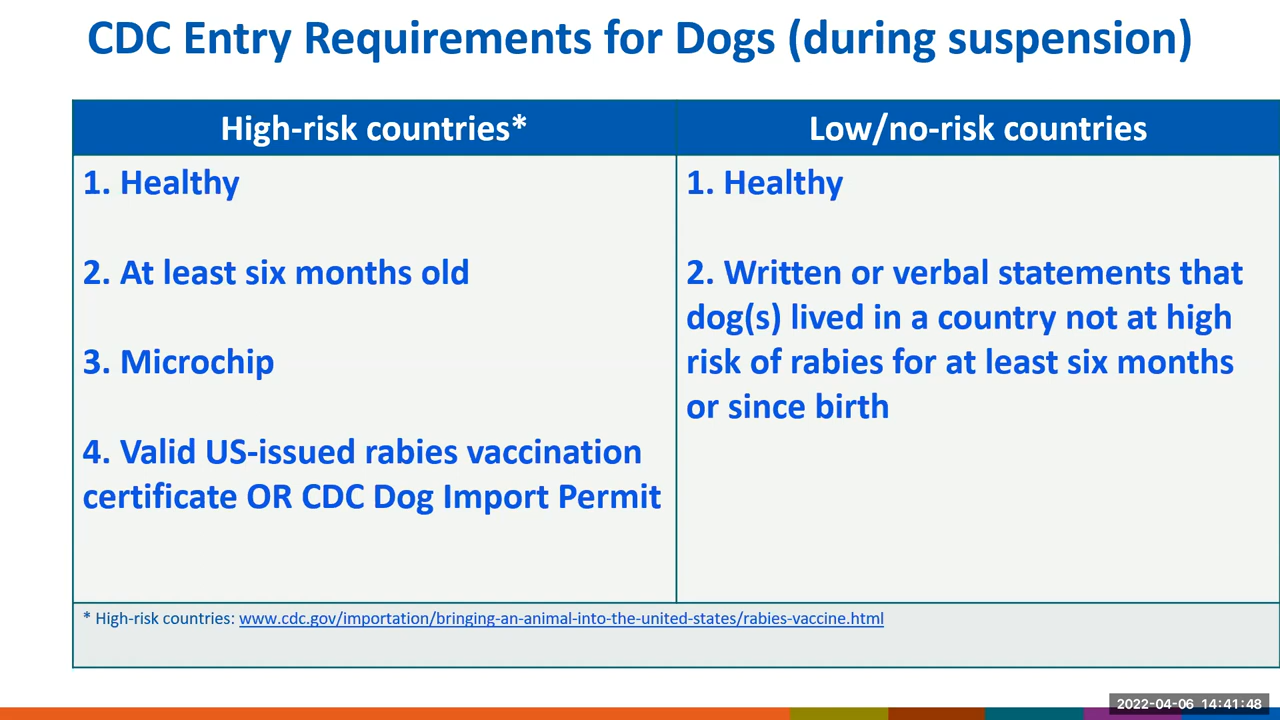 CDC Entry Requirements for Dogs (during suspension)
High-risk countries*
1. Healthy
2. At least six months old
3. Microchip
4. Valid US-issued rabies vaccination
certificate OR CDC Dog Import Permit
Low/no-risk countries
1. Healthy
2. Written or verbal statements that
dog(s) lived in a country not at high
risk of rabies for at least six months
or since birth
* High-risk countries: www.cdc.gov/importation/bringing-an-animal-into-the-united-states/rabies-vaccine.html
2022-04-06 14:41:48